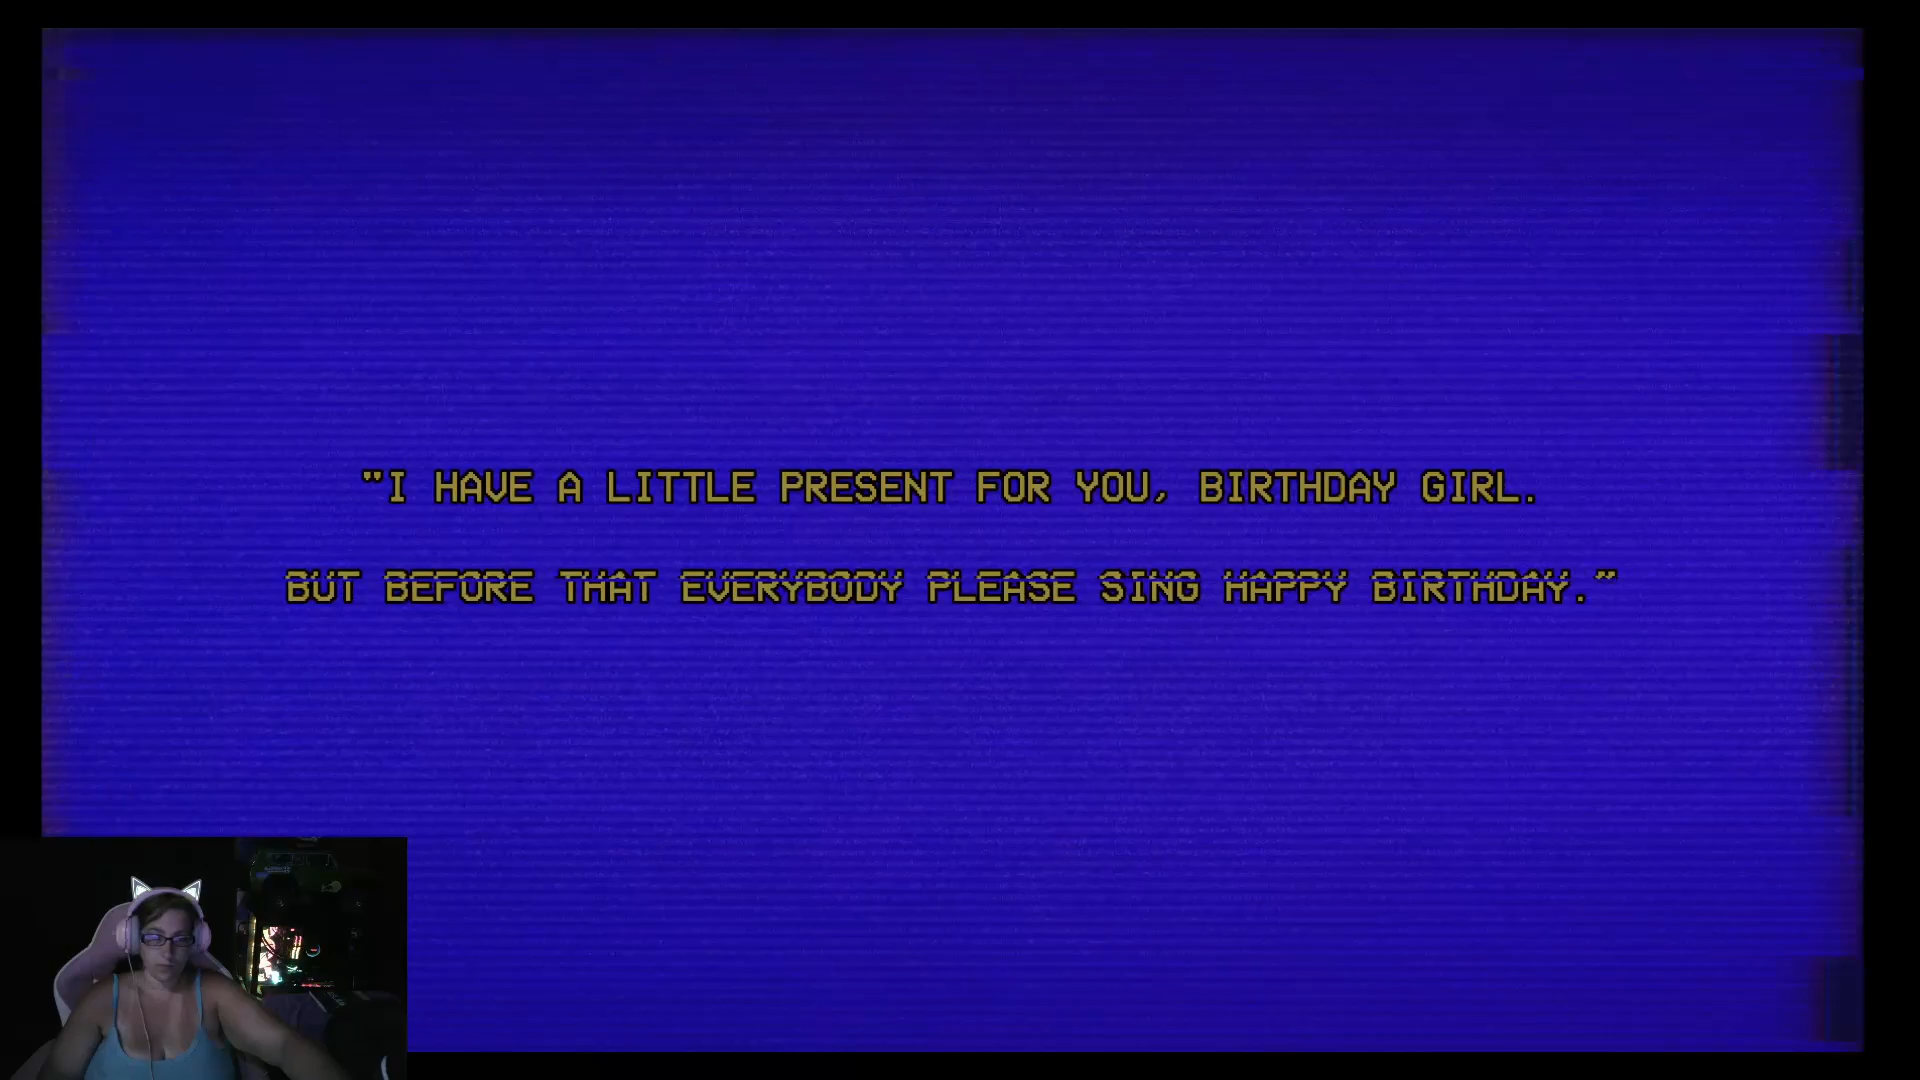 "I HAVE A LITTLE PRESENT FOR YOU, BIRTHDAY GIRL.
BUT BEFORE THAT EVERYBODY PLEASE SING HAPPY BIRTHDAY."